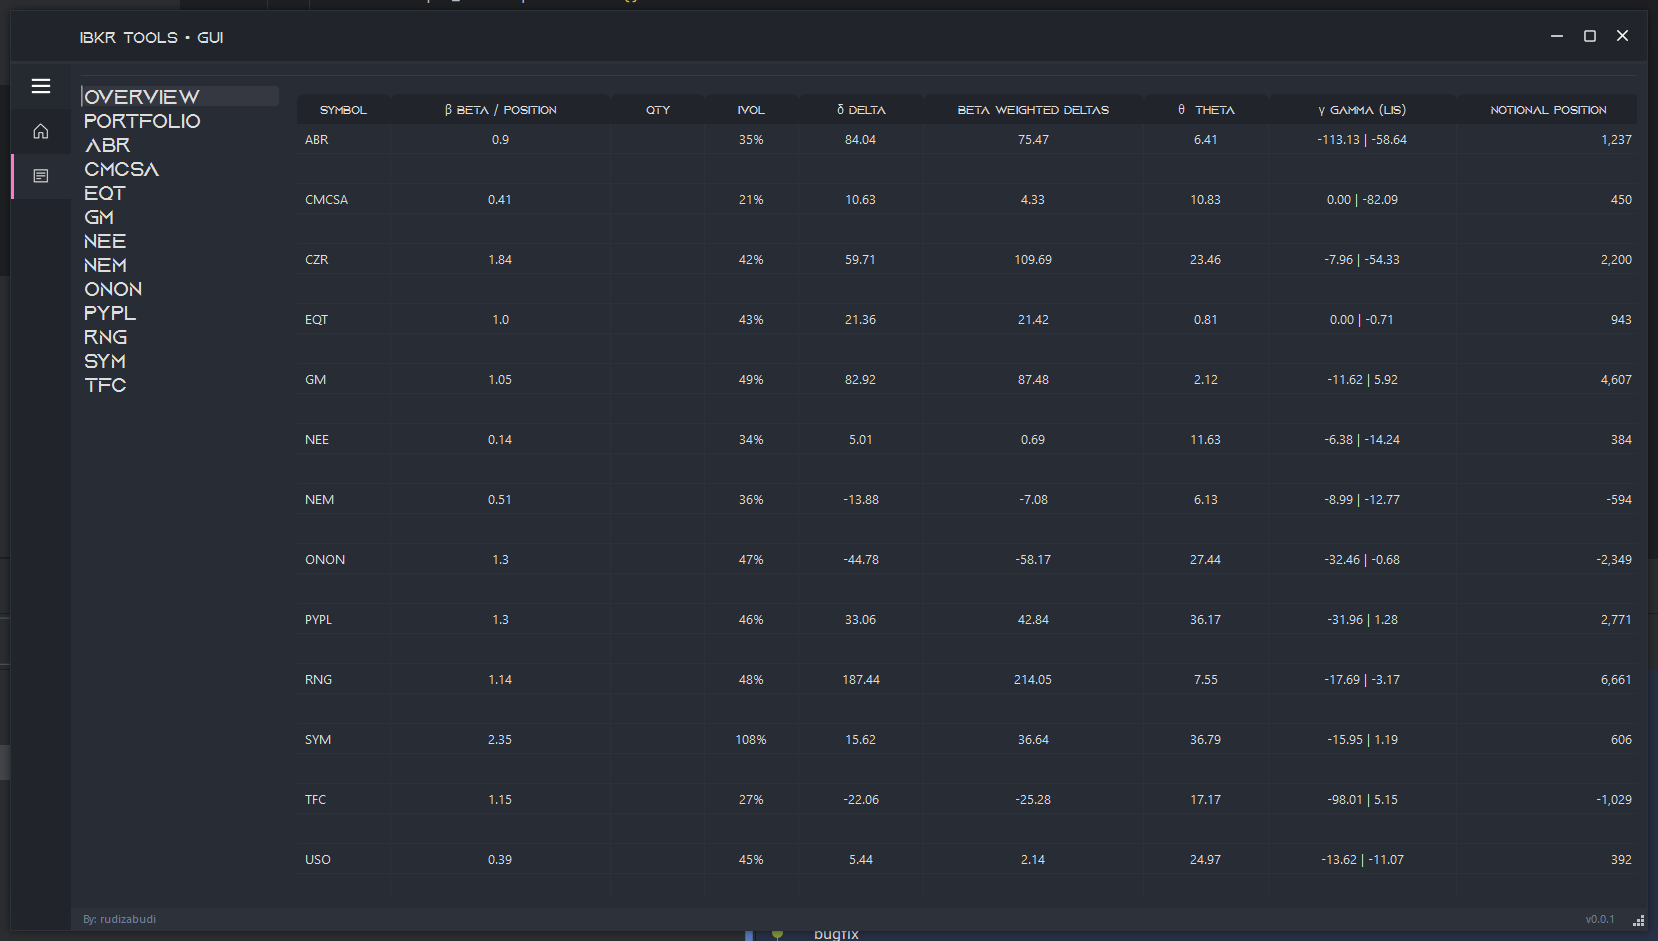 IBKR TOOLS • GUI
OVERVIEW
PORTFOLIO
ABR
CMCSA
EQT
GM
NEE
NEM
ONON
PYPL
RNG
SYM
TFC
SYMBOL β BETA / POSITION QTY IVOL δ DELTA BETA WEIGHTED DELTAS θ THETA γ GAMMA (LIS) NOTIONAL POSITION
ABR 0.9 35% 84.04 75.47 6.41 -113.13 | -58.64 1,237
CMCSA 0.41 21% 10.63 4.33 10.83 0.00 | -82.09 450
CZR 1.84 42% 59.71 109.69 23.46 -7.96 | -54.33 2,200
EQT 1.0 43% 21.36 21.42 0.81 0.00 | -0.71 943
GM 1.05 49% 82.92 87.48 2.12 -11.62 | 5.92 4,607
NEE 0.14 34% 5.01 0.69 11.63 -6.38 | -14.24 384
NEM 0.51 36% -13.88 -7.08 6.13 -8.99 | -12.77 -594
ONON 1.3 47% -44.78 -58.17 27.44 -32.46 | -0.68 -2,349
PYPL 1.3 46% 33.06 42.84 36.17 -31.96 | 1.28 2,771
RNG 1.14 48% 187.44 214.05 7.55 -17.69 | -3.17 6,661
SYM 2.35 108% 15.62 36.64 36.79 -15.95 | 1.19 606
TFC 1.15 27% -22.06 -25.28 17.17 -98.01 | 5.15 -1,029
USO 0.39 45% 5.44 2.14 24.97 -13.62 | -11.07 392
By: rudizabudi v0.0.1
bugfix